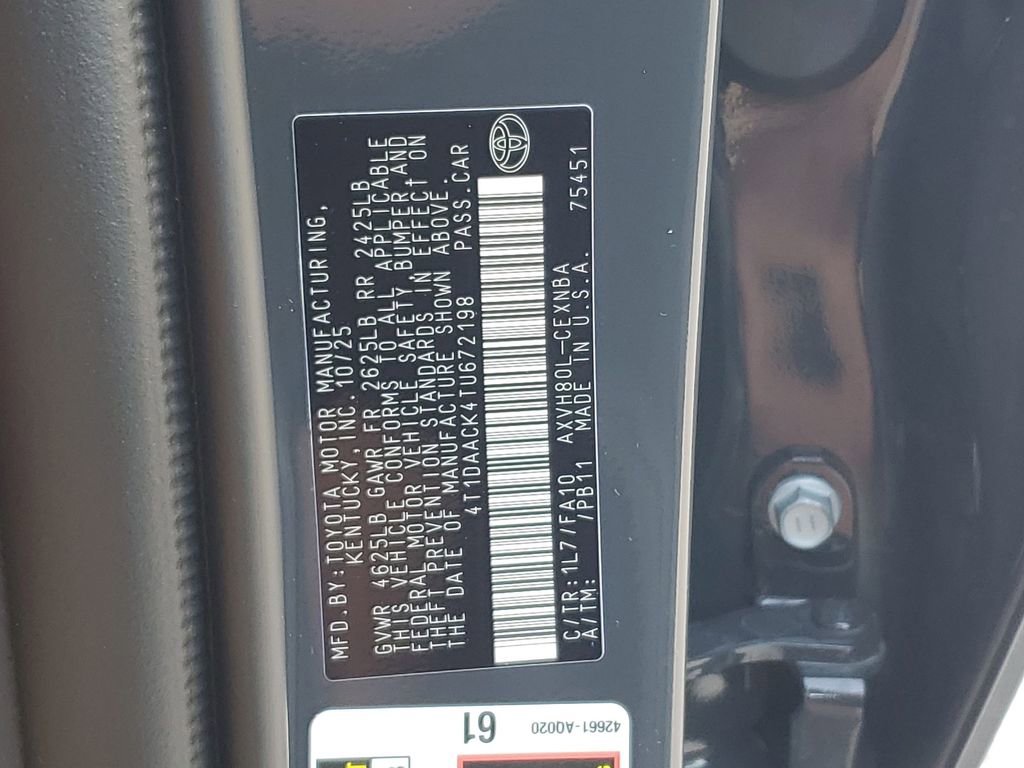 MFD.BY:TOYOTA MOTOR MANUFACTURING,
KENTUCKY, INC. 10/25
GVWR 4625LB GAWR FR 2625LB RR 2425LB
THIS VEHICLE CONFORMS TO ALL APPLICABLE
FEDERAL MOTOR VEHICLE SAFETY, BUMPER, AND
THEFT PREVENTION STANDARDS IN EFFECT ON
THE DATE OF MANUFACTURE SHOWN ABOVE.
4T1DAACK4TU672198 PASS.CAR
C/TR: 1L7/FA10 AXVH80L-CEXNBA
A/TM: /PB11 MADE IN U.S.A. 75451
61
42661-AQ020